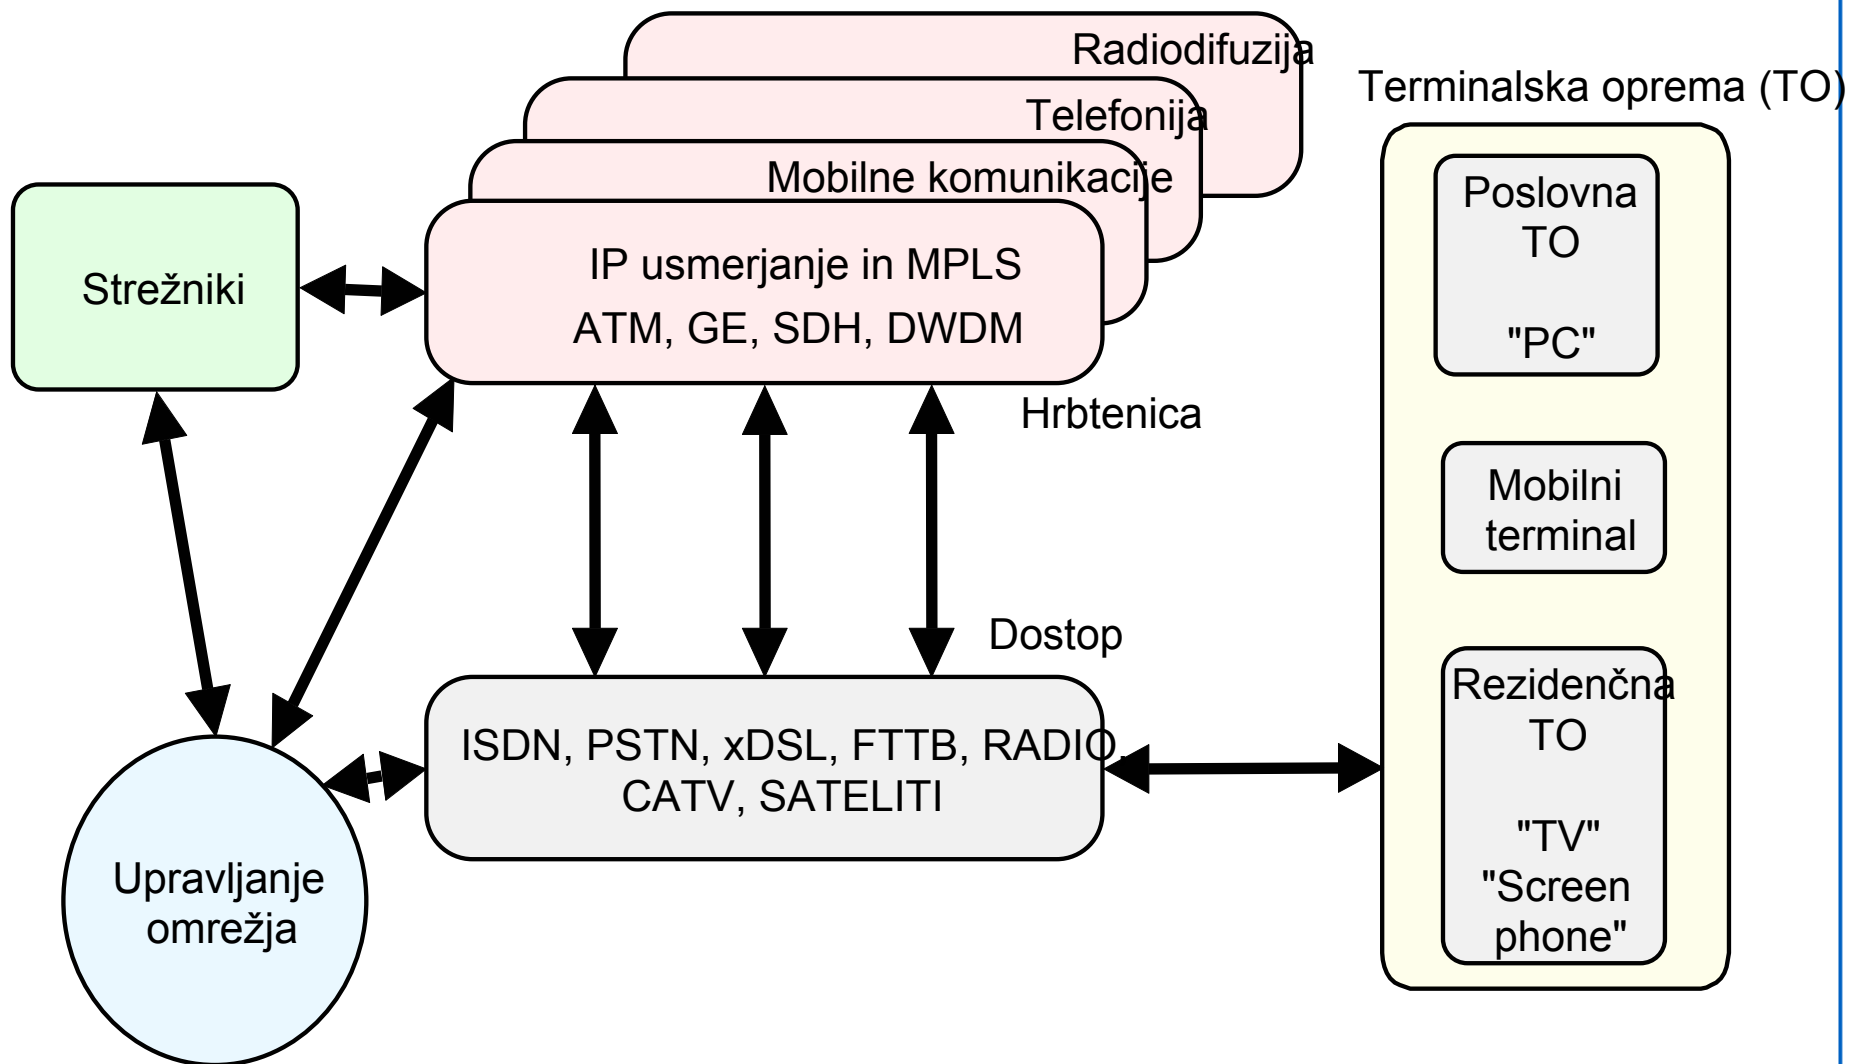 Radiodifuzija
Telefonija
Mobilne komunikacije
IP usmerjanje in MPLS
ATM, GE, SDH, DWDM
Strežniki
Hrbtenica
Dostop
ISDN, PSTN, xDSL, FTTB, RADIO,
CATV, SATELITI
Upravljanje
omrežja
Terminalska oprema (TO)
Poslovna
TO
"PC"
Mobilni
terminal
Rezidenčna
TO
"TV"
"Screen
phone"